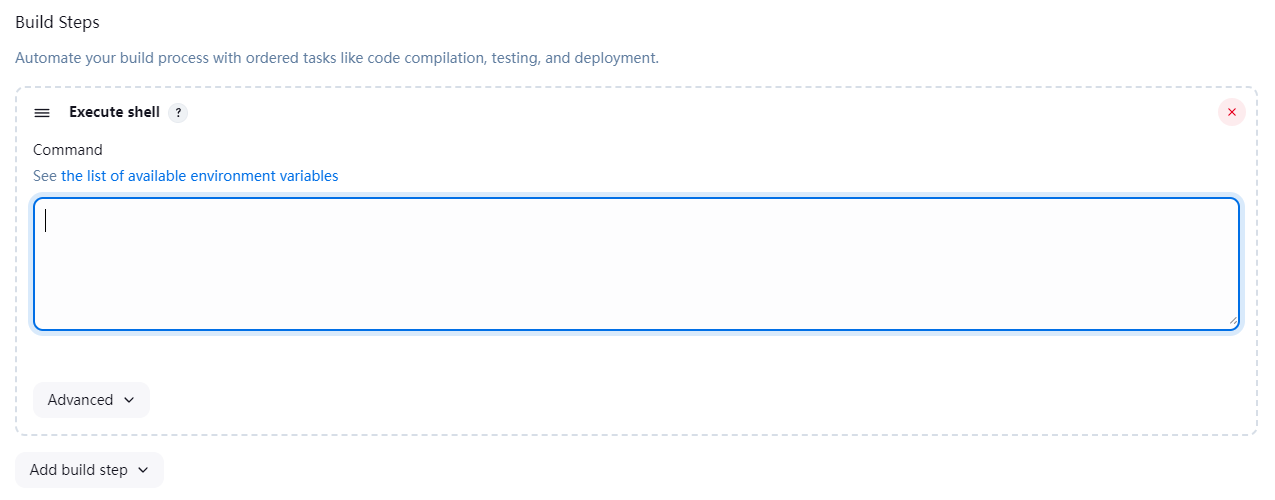 Build Steps
Automate your build process with ordered tasks like code compilation, testing, and deployment.
Execute shell ?
Command
See the list of available environment variables
Advanced
Add build step